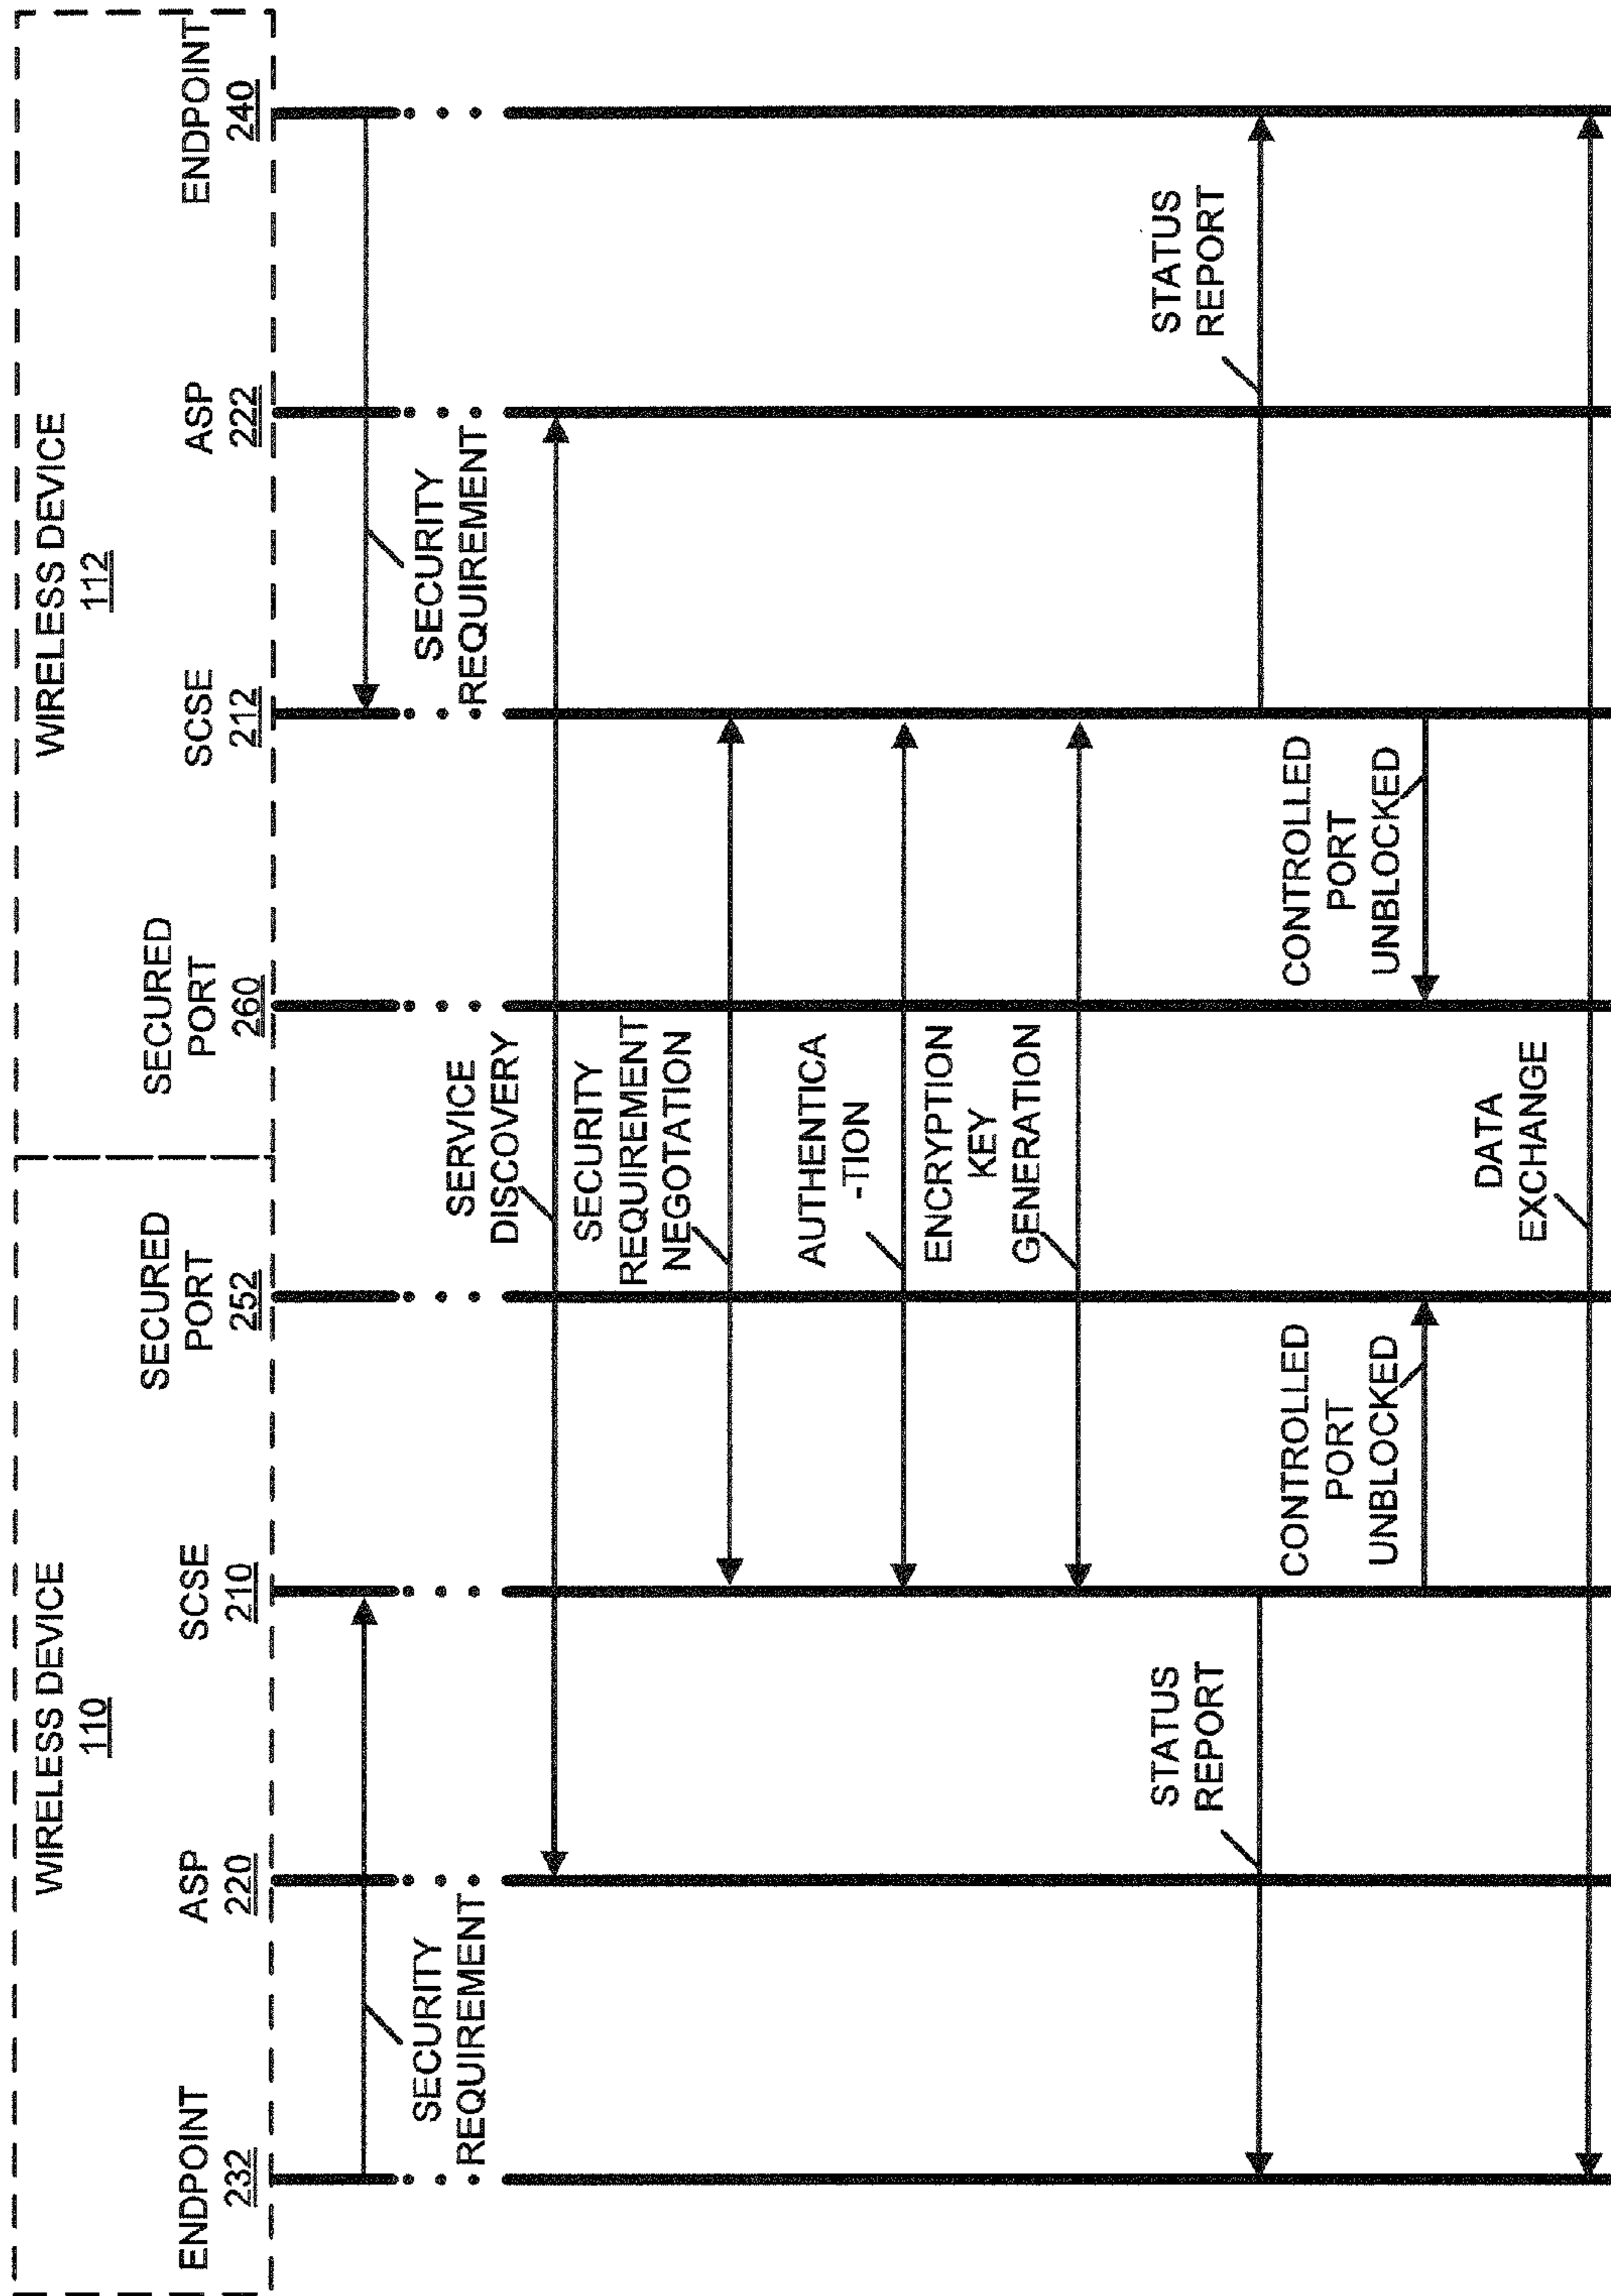 WIRELESS DEVICE
110
WIRELESS DEVICE
112
ENDPOINT
232
ASP
220
SCSE
210
SECURED
PORT
252
SECURED
PORT
260
SCSE
212
ASP
222
ENDPOINT
240
SECURITY
REQUIREMENT
SECURITY
REQUIREMENT
SERVICE
DISCOVERY
SECURITY
REQUIREMENT
NEGOTATION
AUTHENTICA
-TION
ENCRYPTION
KEY
GENERATION
STATUS
REPORT
STATUS
REPORT
CONTROLLED
PORT
UNBLOCKED
CONTROLLED
PORT
UNBLOCKED
DATA
EXCHANGE